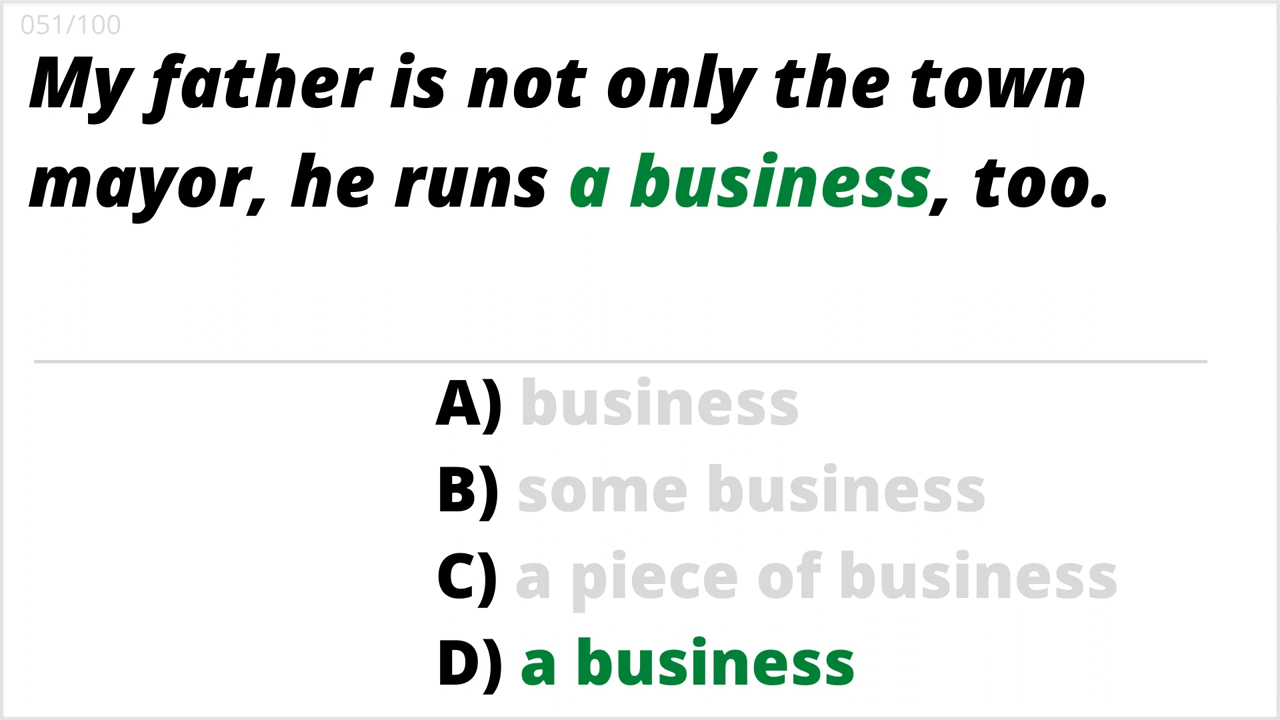 051/100
My father is not only the town
mayor, he runs a business, too.
A) business
B) some business
C) a piece of business
D) a business